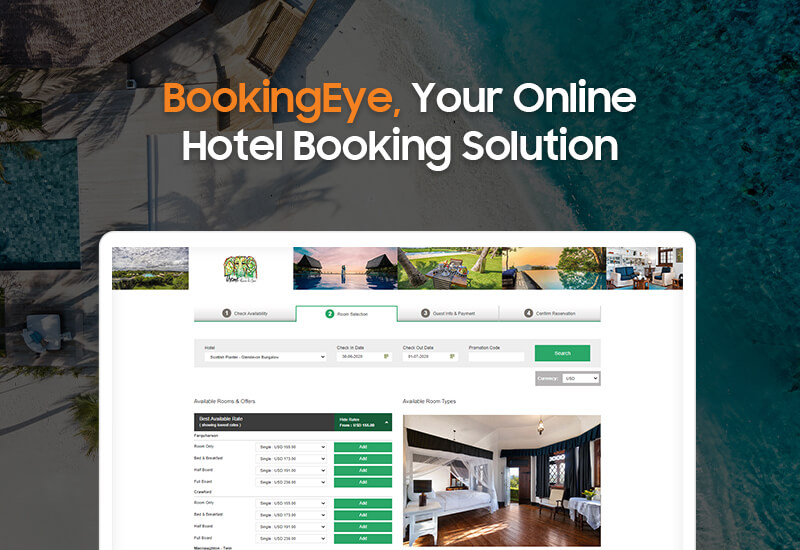 BookingEye, Your Online
Hotel Booking Solution
1 Check Availability
2 Room Selection
3 Guest Info & Payment
4 Confirm Reservation
Hotel
Check In Date
Check Out Date
Promotion Code
Scottish Planter - Glendevon Bungalow
30-06-2020
01-07-2020
Search
Currency: USD
Available Rooms & Offers
Available Room Types
Best Available Rate
( showing lowest rates )
Hide Rates
From : USD 155.00
Farquharson
Room Only Single : USD 155.00 Add
Bed & Breakfast Single : USD 173.00 Add
Half Board Single : USD 191.00 Add
Full Board Single : USD 236.00 Add
Crawford
Room Only Single : USD 155.00 Add
Bed & Breakfast Single : USD 173.00 Add
Half Board Single : USD 191.00 Add
Full Board Single : USD 236.00 Add